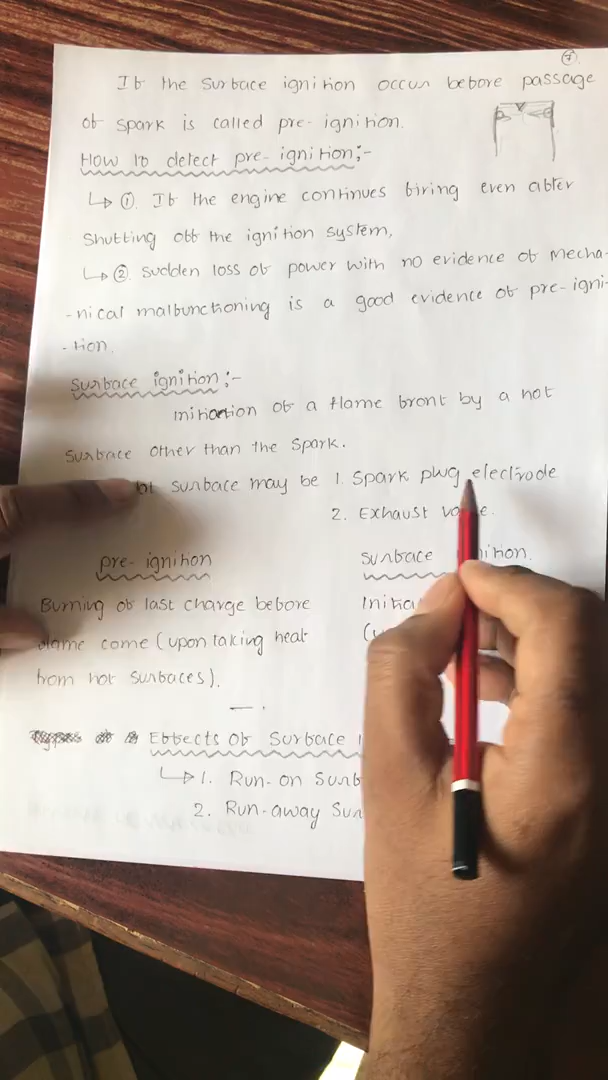 7
If the surface ignition occur before passage
of spark is called pre-ignition.
How to detect pre-ignition;-
↳ ①. If the engine continues firing even after
shutting off the ignition system,
↳ ② sudden loss of power with no evidence of mecha-
-nical malfunctioning is a good evidence of pre-igni-
-tion.
Surface ignition:-
initiation of a flame front by a hot
surface other than the spark.
surface may be 1. Spark plug electrode
2. Exhaust
pre-ignition surface
Burning of last charge before
flame come (upon taking heat
from hot surfaces).
Effects of surface
↳ 1. Run-on
2. Run-away